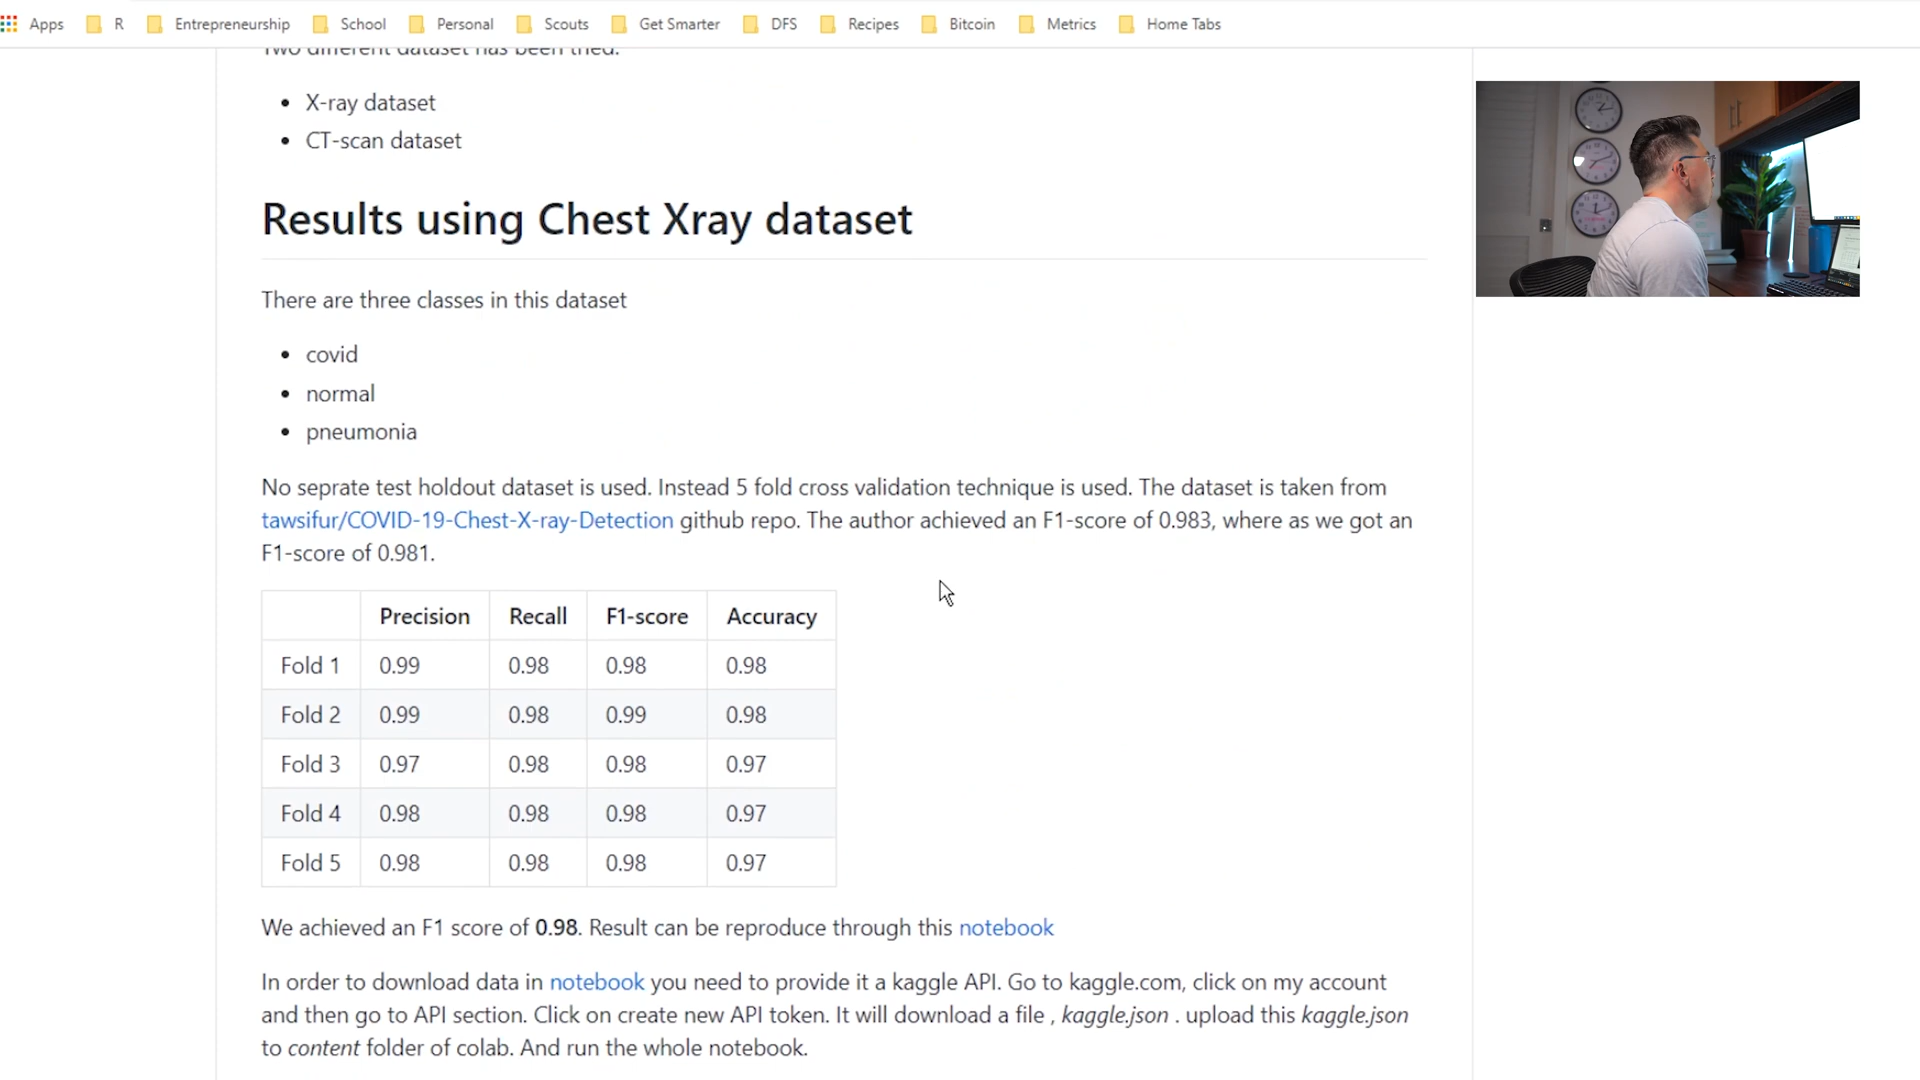 Apps R Entrepreneurship School Personal Scouts Get Smarter DFS Recipes Bitcoin Metrics Home Tabs
Two different dataset has been tried.
• X-ray dataset
• CT-scan dataset
Results using Chest Xray dataset
There are three classes in this dataset
• covid
• normal
• pneumonia
No seprate test holdout dataset is used. Instead 5 fold cross validation technique is used. The dataset is taken from
tawsifur/COVID-19-Chest-X-ray-Detection github repo. The author achieved an F1-score of 0.983, where as we got an
F1-score of 0.981.
Precision Recall F1-score Accuracy
Fold 1 0.99 0.98 0.98 0.98
Fold 2 0.99 0.98 0.99 0.98
Fold 3 0.97 0.98 0.98 0.97
Fold 4 0.98 0.98 0.98 0.97
Fold 5 0.98 0.98 0.98 0.97
We achieved an F1 score of 0.98. Result can be reproduce through this notebook
In order to download data in notebook you need to provide it a kaggle API. Go to kaggle.com, click on my account
and then go to API section. Click on create new API token. It will download a file , kaggle.json . upload this kaggle.json
to content folder of colab. And run the whole notebook.